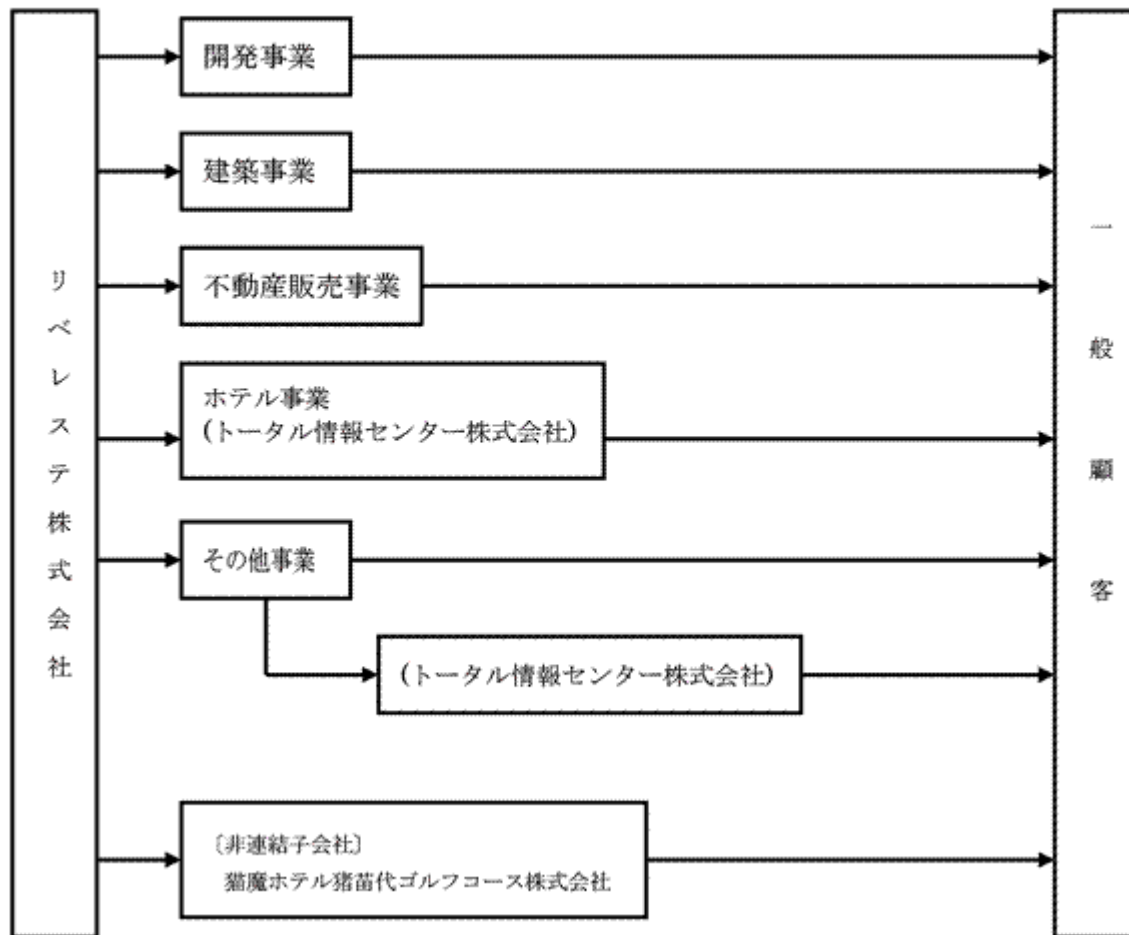 リベレステ株式会社
開発事業
建築事業
不動産販売事業
ホテル事業
(トータル情報センター株式会社)
その他事業
(トータル情報センター株式会社)
〔非連結子会社〕
猫魔ホテル猪苗代ゴルフコース株式会社
一般顧客